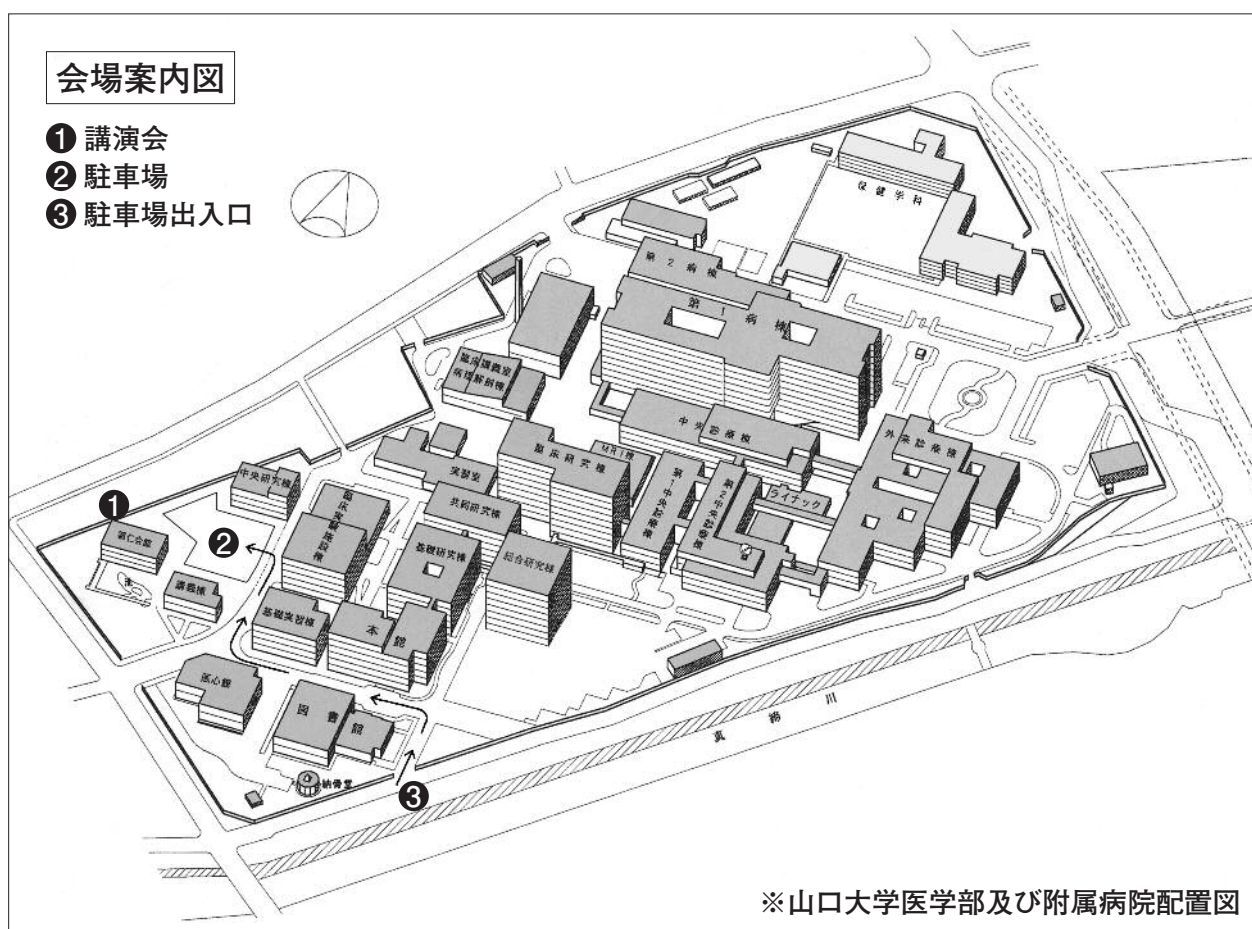 会場案内図
❶ 講演会
❷ 駐車場
❸ 駐車場出入口
保健学科
第2病棟
第1病棟
臨床講義室
病理解剖棟
中央診療棟
外来診療棟
MRI棟
臨床研究棟
実習室
第1中央診療棟
第2中央診療棟
ライナック
中央研究棟
共同研究棟
❶
霜仁会館
❷
基礎研究棟
総合研究棟
講義棟
基礎実習棟
本館
図書館
納骨堂
❸
真締川
※山口大学医学部及び附属病院配置図